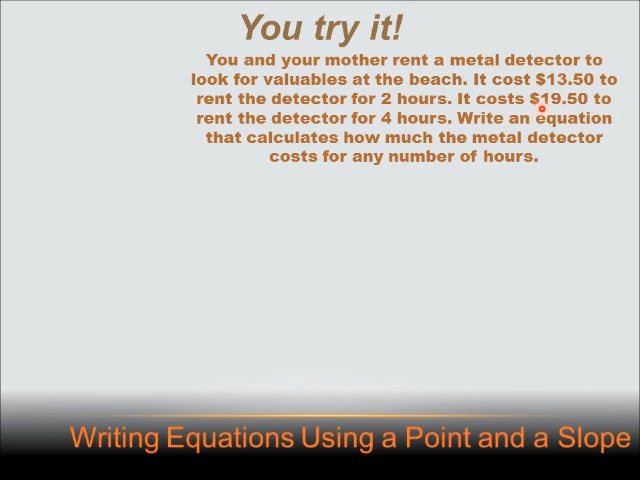 You try it!
You and your mother rent a metal detector to
look for valuables at the beach. It cost $13.50 to
rent the detector for 2 hours. It costs $19.50 to
rent the detector for 4 hours. Write an equation
that calculates how much the metal detector
costs for any number of hours.
Writing Equations Using a Point and a Slope